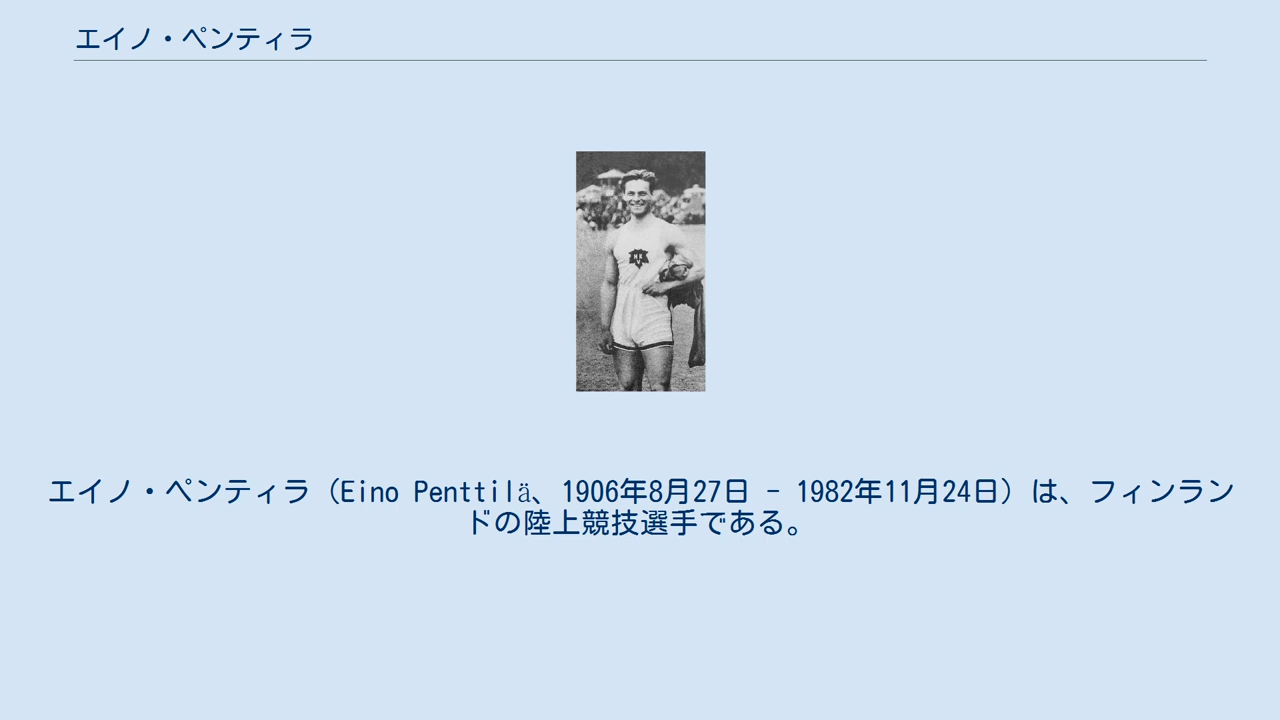 エイノ・ペンティラ
エイノ・ペンティラ（Eino Penttilä、1906年8月27日 - 1982年11月24日）は、フィンラン
ドの陸上競技選手である。